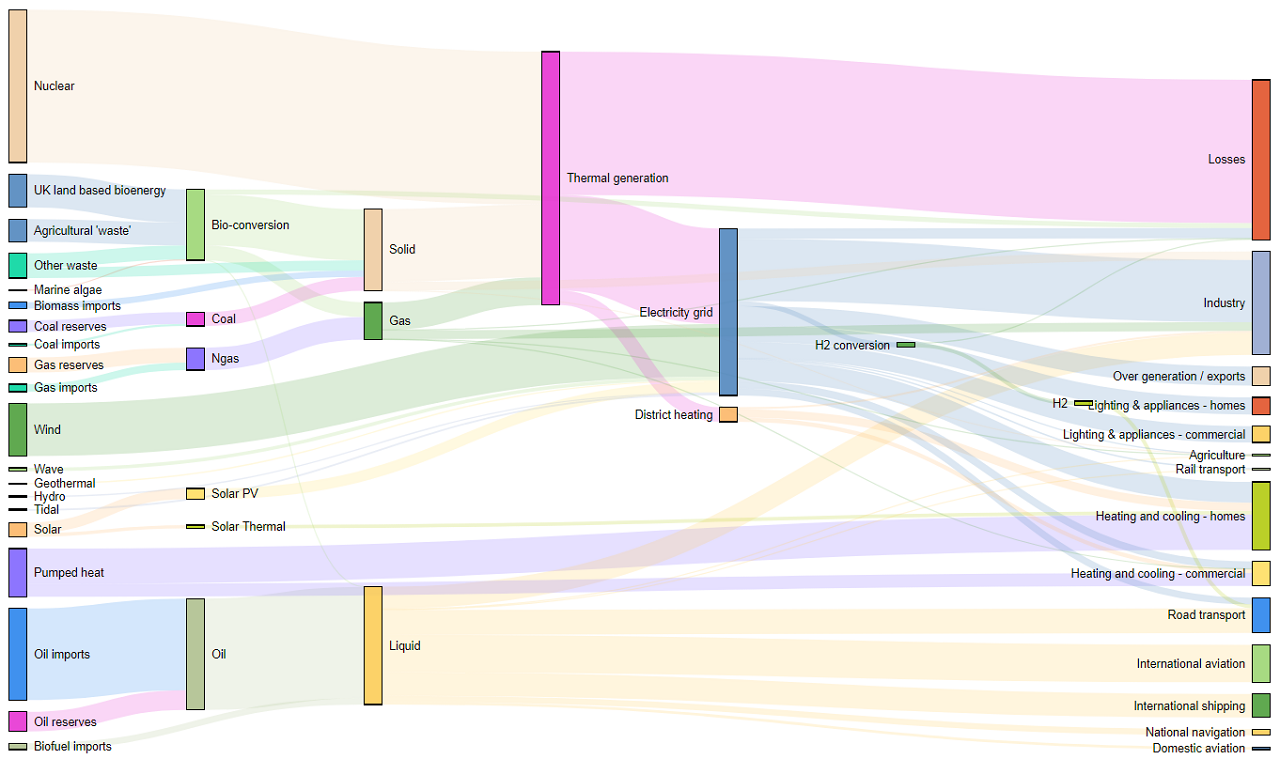 Nuclear
UK land based bioenergy
Agricultural 'waste'
Other waste
Marine algae
Biomass imports
Coal reserves
Coal imports
Gas reserves
Gas imports
Wind
Wave
Geothermal
Hydro
Tidal
Solar
Pumped heat
Oil imports
Oil reserves
Biofuel imports
Bio-conversion
Coal
Ngas
Solar PV
Solar Thermal
Oil
Solid
Gas
Liquid
Thermal generation
Electricity grid
District heating
H2 conversion
H2
Losses
Industry
Over generation / exports
Lighting & appliances - homes
Lighting & appliances - commercial
Agriculture
Rail transport
Heating and cooling - homes
Heating and cooling - commercial
Road transport
International aviation
International shipping
National navigation
Domestic aviation